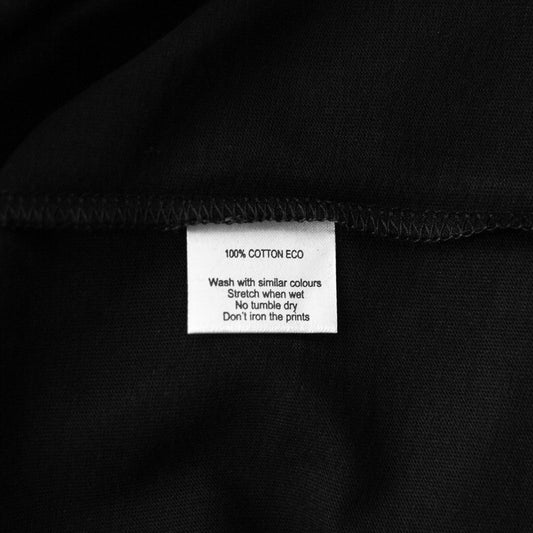 100% COTTON ECO
Wash with similar colours
Stretch when wet
No tumble dry
Don't iron the prints